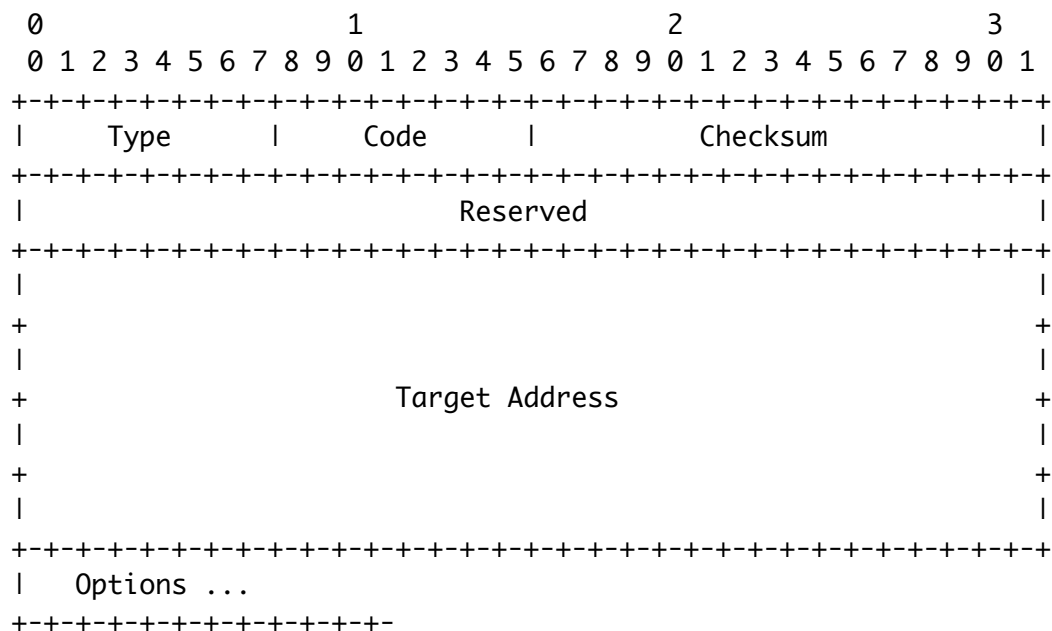 0                   1                   2                   3
 0 1 2 3 4 5 6 7 8 9 0 1 2 3 4 5 6 7 8 9 0 1 2 3 4 5 6 7 8 9 0 1
+-+-+-+-+-+-+-+-+-+-+-+-+-+-+-+-+-+-+-+-+-+-+-+-+-+-+-+-+-+-+-+-+
|     Type      |     Code      |          Checksum             |
+-+-+-+-+-+-+-+-+-+-+-+-+-+-+-+-+-+-+-+-+-+-+-+-+-+-+-+-+-+-+-+-+
|                           Reserved                            |
+-+-+-+-+-+-+-+-+-+-+-+-+-+-+-+-+-+-+-+-+-+-+-+-+-+-+-+-+-+-+-+-+
|                                                               |
+                                                               +
|                                                               |
+                       Target Address                          +
|                                                               |
+                                                               +
|                                                               |
+-+-+-+-+-+-+-+-+-+-+-+-+-+-+-+-+-+-+-+-+-+-+-+-+-+-+-+-+-+-+-+-+
|   Options ...
+-+-+-+-+-+-+-+-+-+-+-+-